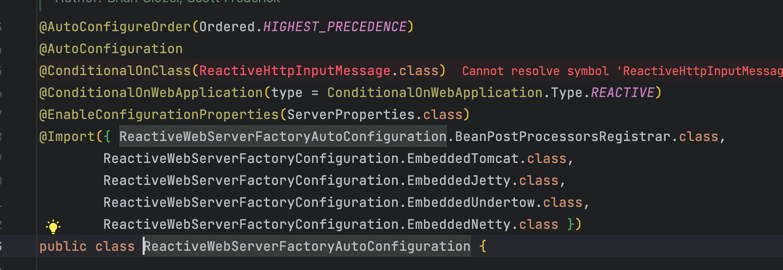 Author: Brian Clozel, Scott Frederick
@AutoConfigureOrder(Ordered.HIGHEST_PRECEDENCE)
@AutoConfiguration
@ConditionalOnClass(ReactiveHttpInputMessage.class) Cannot resolve symbol 'ReactiveHttpInputMessag
@ConditionalOnWebApplication(type = ConditionalOnWebApplication.Type.REACTIVE)
@EnableConfigurationProperties(ServerProperties.class)
@Import({ ReactiveWebServerFactoryAutoConfiguration.BeanPostProcessorsRegistrar.class,
ReactiveWebServerFactoryConfiguration.EmbeddedTomcat.class,
ReactiveWebServerFactoryConfiguration.EmbeddedJetty.class,
ReactiveWebServerFactoryConfiguration.EmbeddedUndertow.class,
ReactiveWebServerFactoryConfiguration.EmbeddedNetty.class })
public class ReactiveWebServerFactoryAutoConfiguration {